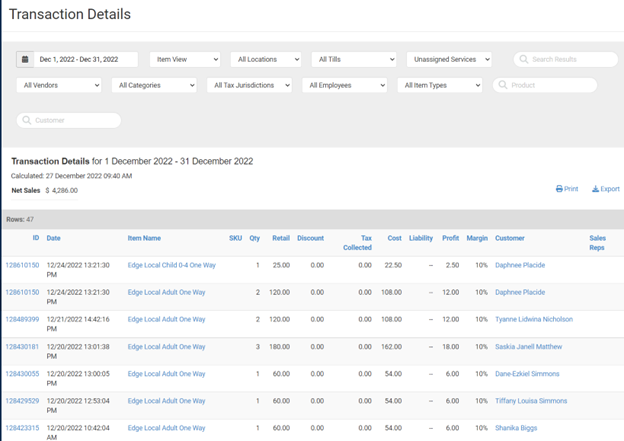 Transaction Details
Dec 1, 2022 - Dec 31, 2022 Item View All Locations All Tills Unassigned Services Search Results
All Vendors All Categories All Tax Jurisdictions All Employees All Item Types Product
Customer
Transaction Details for 1 December 2022 - 31 December 2022
Calculated: 27 December 2022 09:40 AM
Net Sales $ 4,286.00
Print Export
Rows: 47
ID Date Item Name SKU Qty Retail Discount Tax Collected Cost Liability Profit Margin Customer Sales Reps
128610150 12/24/2022 13:21:30 PM Edge Local Child 0-4 One Way 1 25.00 0.00 0.00 22.50 -- 2.50 10% Daphnee Placide
128610150 12/24/2022 13:21:30 PM Edge Local Adult One Way 2 120.00 0.00 0.00 108.00 -- 12.00 10% Daphnee Placide
128489399 12/21/2022 14:42:16 PM Edge Local Adult One Way 2 120.00 0.00 0.00 108.00 -- 12.00 10% Tyanne Lidwina Nicholson
128430181 12/20/2022 13:01:38 PM Edge Local Adult One Way 3 180.00 0.00 0.00 162.00 -- 18.00 10% Saskia Janell Matthew
128430055 12/20/2022 13:00:05 PM Edge Local Adult One Way 1 60.00 0.00 0.00 54.00 -- 6.00 10% Dane-Ezkiel Simmons
128429529 12/20/2022 12:53:04 PM Edge Local Adult One Way 1 60.00 0.00 0.00 54.00 -- 6.00 10% Tiffany Louisa Simmons
128423315 12/20/2022 10:42:04 AM Edge Local Adult One Way 1 60.00 0.00 0.00 54.00 -- 6.00 10% Shanika Biggs